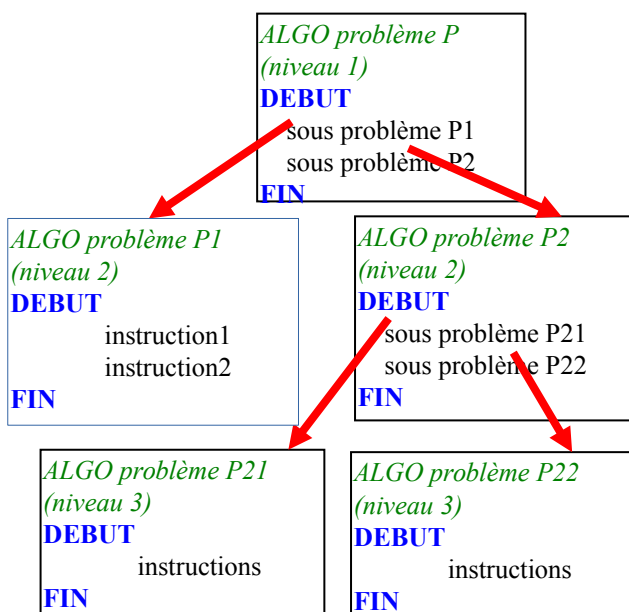 ALGO problème P
(niveau 1)
DEBUT
sous problème P1
sous problème P2
FIN
ALGO problème P1
(niveau 2)
DEBUT
instruction1
instruction2
FIN
ALGO problème P2
(niveau 2)
DEBUT
sous problème P21
sous problème P22
FIN
ALGO problème P21
(niveau 3)
DEBUT
instructions
FIN
ALGO problème P22
(niveau 3)
DEBUT
instructions
FIN